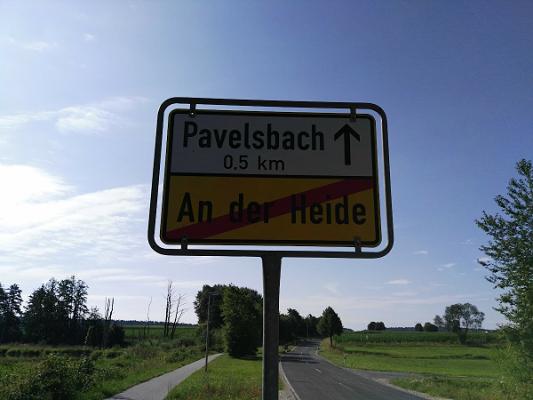 Pavelsbach ↑
0,5 km
An der Heide